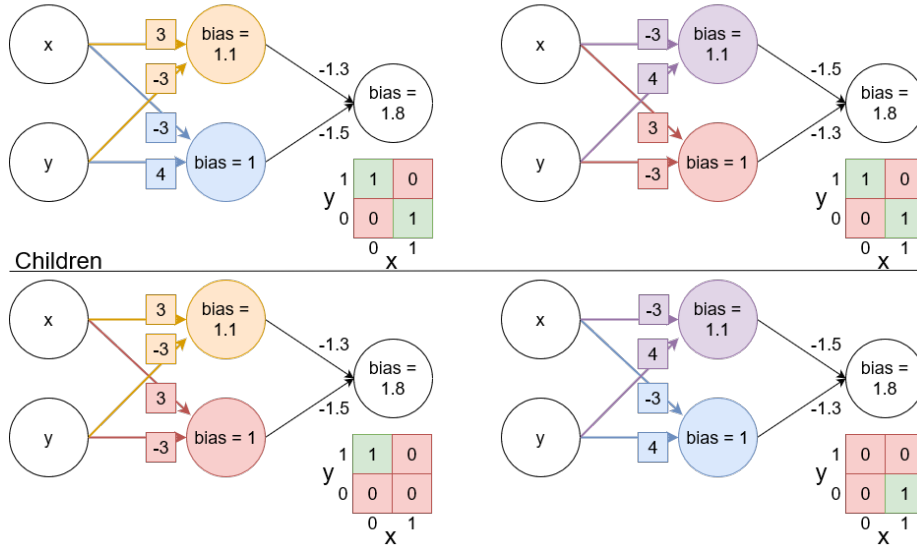 x
3
bias =
1.1
-3
-1.3
bias =
1.8
-3
-1.5
y
4
bias = 1
1
1
0
y
0
0
1
0
1
x
x
-3
bias =
1.1
4
-1.5
bias =
1.8
3
-1.3
y
-3
bias = 1
1
1
0
y
0
0
1
0
1
x
Children
x
3
bias =
1.1
-3
-1.3
bias =
1.8
3
-1.5
y
-3
bias = 1
1
1
0
y
0
0
0
0
1
x
x
-3
bias =
1.1
4
-1.5
bias =
1.8
-3
-1.3
y
4
bias = 1
1
0
0
y
0
0
1
0
1
x